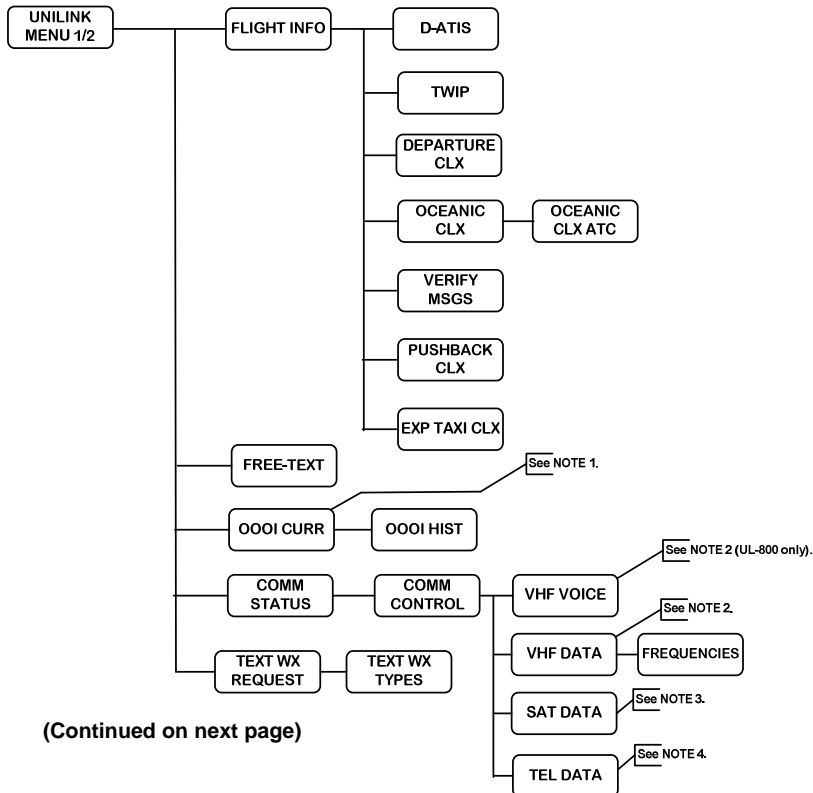 UNILINK
MENU 1/2
FLIGHT INFO
D-ATIS
TWIP
DEPARTURE
CLX
OCEANIC
CLX
OCEANIC
CLX ATC
VERIFY
MSGS
PUSHBACK
CLX
EXP TAXI CLX
FREE-TEXT
See NOTE 1.
OOOI CURR
OOOI HIST
See NOTE 2 (UL-800 only).
COMM
STATUS
COMM
CONTROL
VHF VOICE
See NOTE 2.
VHF DATA
FREQUENCIES
TEXT WX
REQUEST
TEXT WX
TYPES
See NOTE 3.
SAT DATA
(Continued on next page)
See NOTE 4.
TEL DATA